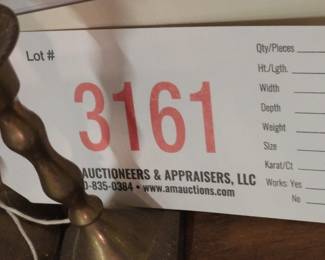 Lot #
3161
AUCTIONEERS & APPRAISERS, LLC
0-835-0384 • www.amauctions.com
Qty/Pieces
Ht./Lgth.
Width
Depth
Weight
Size
Karat/Ct
Works: Yes
No